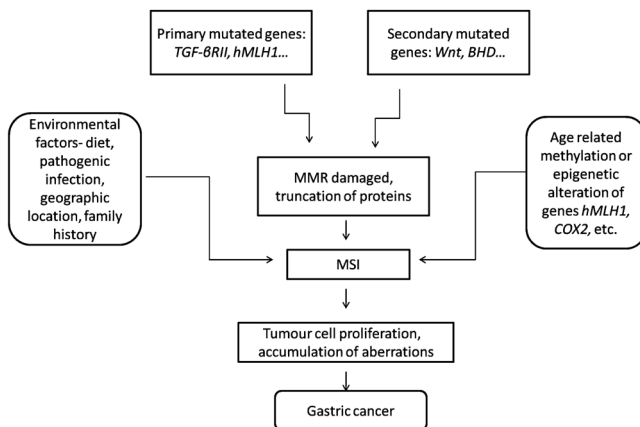 Primary mutated genes:
TGF-βRII, hMLH1...
Secondary mutated
genes: Wnt, BHD...
Environmental
factors- diet,
pathogenic
infection,
geographic
location, family
history
MMR damaged,
truncation of proteins
Age related
methylation or
epigenetic
alteration of
genes hMLH1,
COX2, etc.
MSI
Tumour cell proliferation,
accumulation of aberrations
Gastric cancer